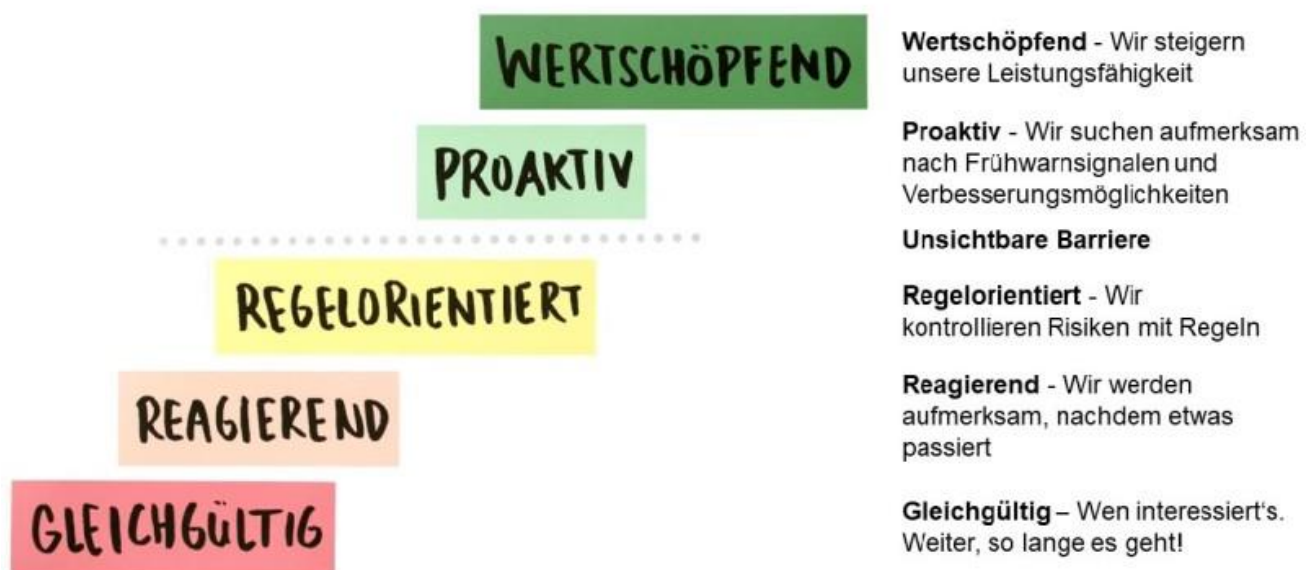 WERTSCHÖPFEND
Wertschöpfend - Wir steigern
unsere Leistungsfähigkeit
PROAKTIV
Proaktiv - Wir suchen aufmerksam
nach Frühwarnsignalen und
Verbesserungsmöglichkeiten
Unsichtbare Barriere
REGELORIENTIERT
Regelorientiert - Wir
kontrollieren Risiken mit Regeln
REAGIEREND
Reagierend - Wir werden
aufmerksam, nachdem etwas
passiert
GLEICHGÜLTIG
Gleichgültig – Wen interessiert‘s.
Weiter, so lange es geht!